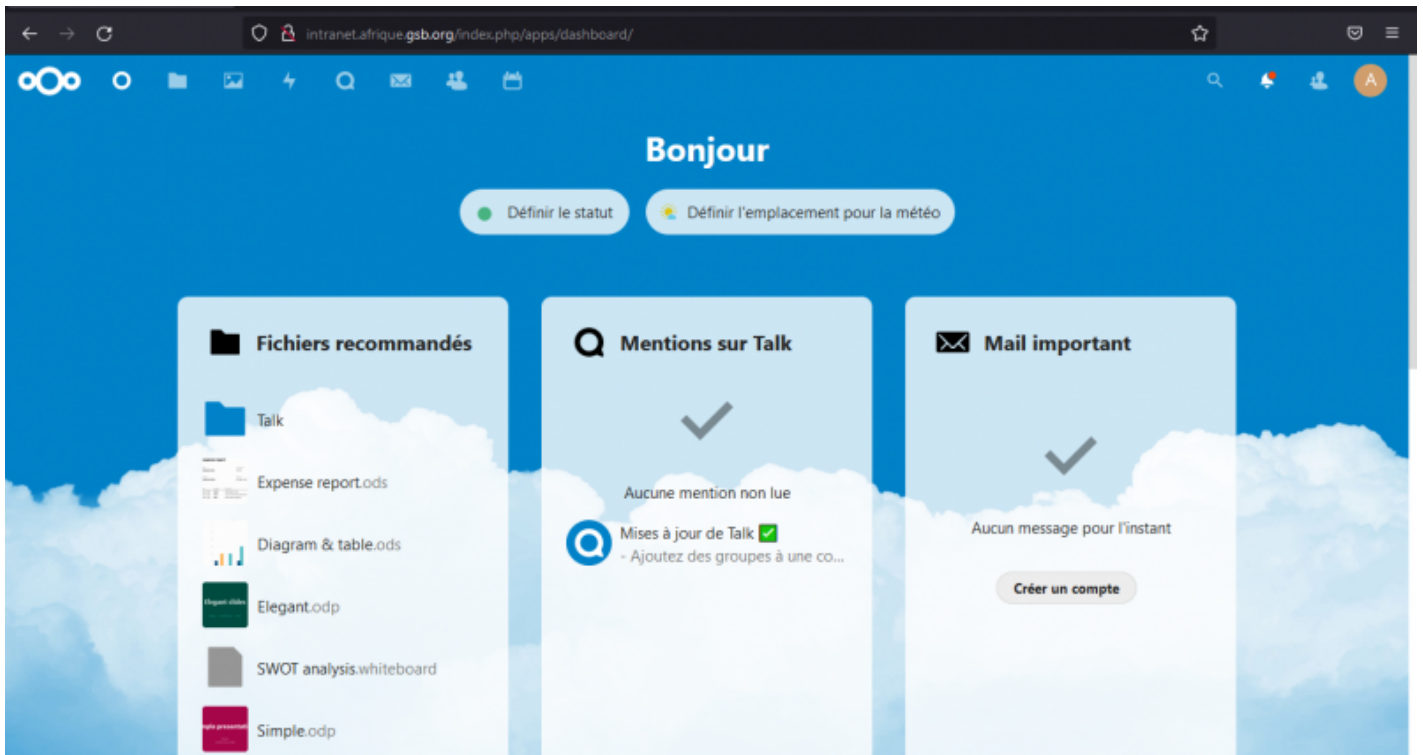 intranet.afrique.gsb.org/index.php/apps/dashboard/
A
Bonjour
Définir le statut
Définir l'emplacement pour la météo
Fichiers recommandés
Talk
Expense report.ods
Diagram & table.ods
Elegant.odp
SWOT analysis.whiteboard
Simple.odp
Mentions sur Talk
Aucune mention non lue
Mises à jour de Talk ✅
- Ajoutez des groupes à une co...
Mail important
Aucun message pour l'instant
Créer un compte